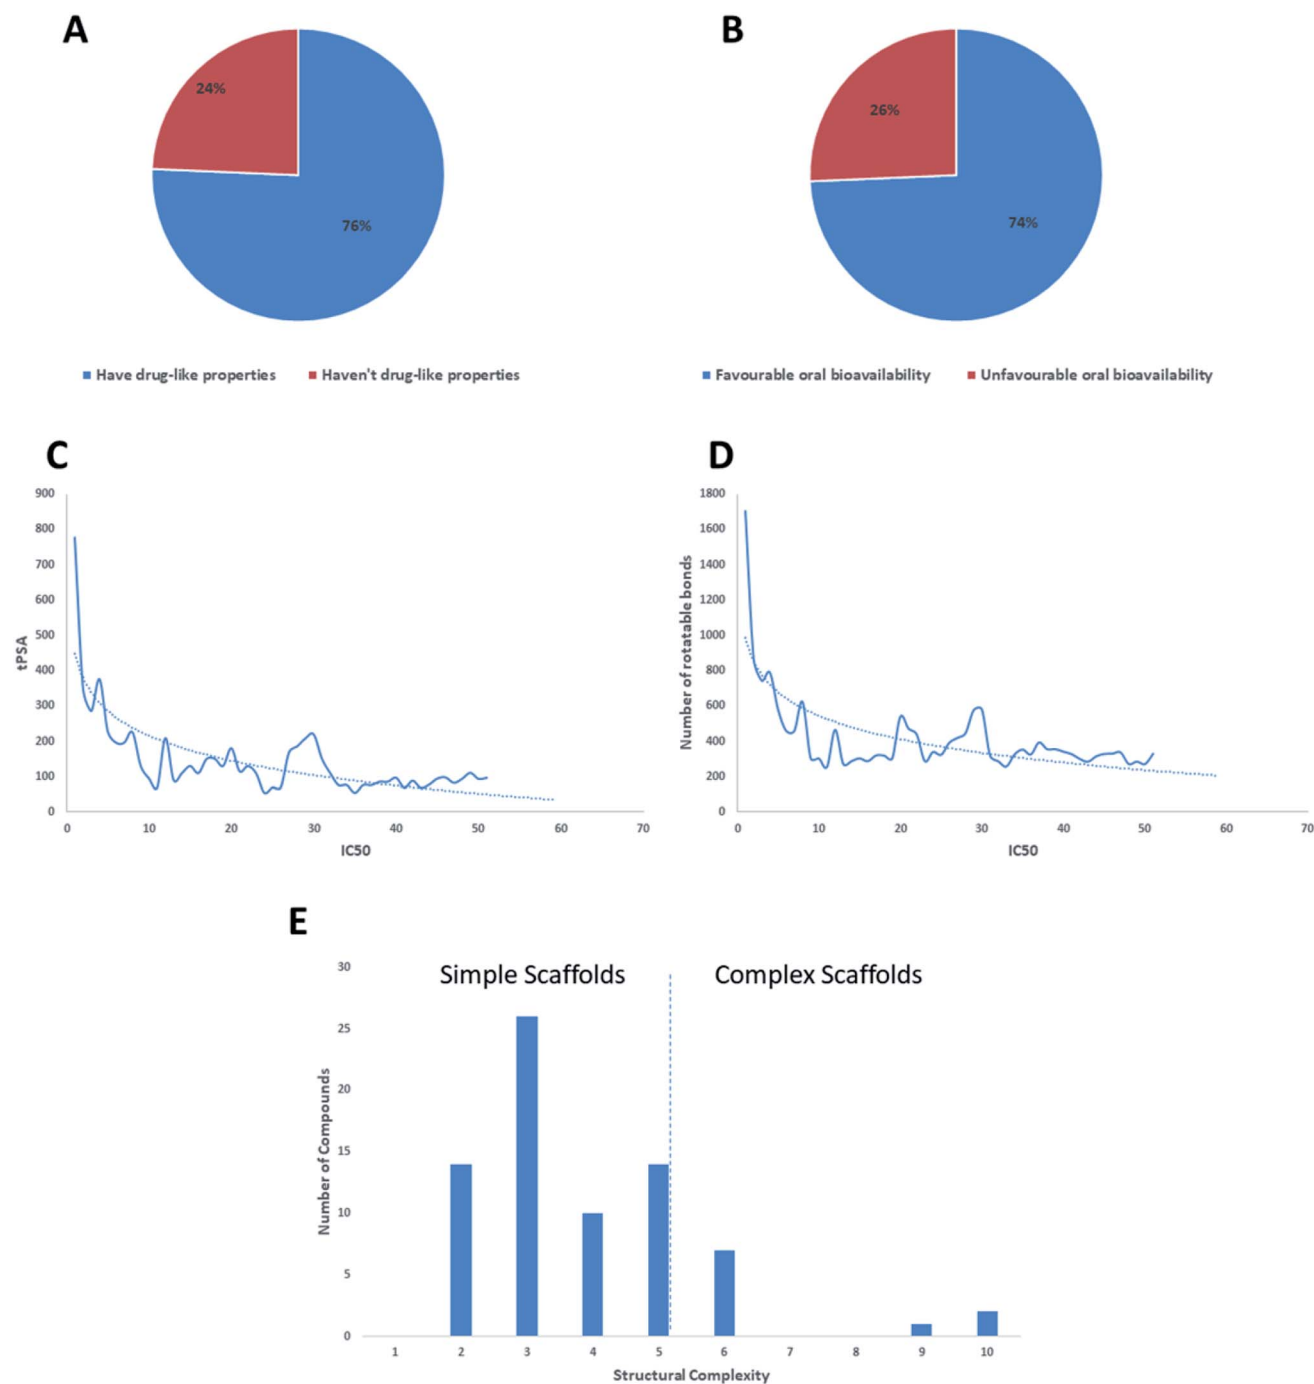 A
24%
76%
Have drug-like properties
Haven't drug-like properties
B
26%
74%
Favourable oral bioavailability
Unfavourable oral bioavailability
C
900
800
700
600
500
400
300
200
100
0
tPSA
0 10 20 30 40 50 60 70
IC50
D
1800
1600
1400
1200
1000
800
600
400
200
0
Number of rotatable bonds
0 10 20 30 40 50 60 70
IC50
E
Simple Scaffolds
Complex Scaffolds
30
25
20
15
10
5
0
Number of Compounds
1 2 3 4 5 6 7 8 9 10
Structural Complexity